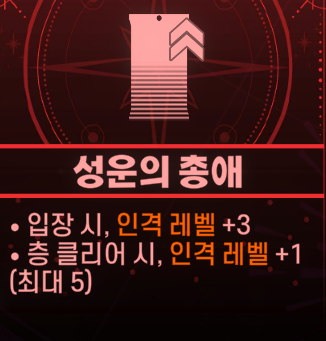 성운의 총애
• 입장 시, 인격 레벨 +3
• 층 클리어 시, 인격 레벨 +1
(최대 5)